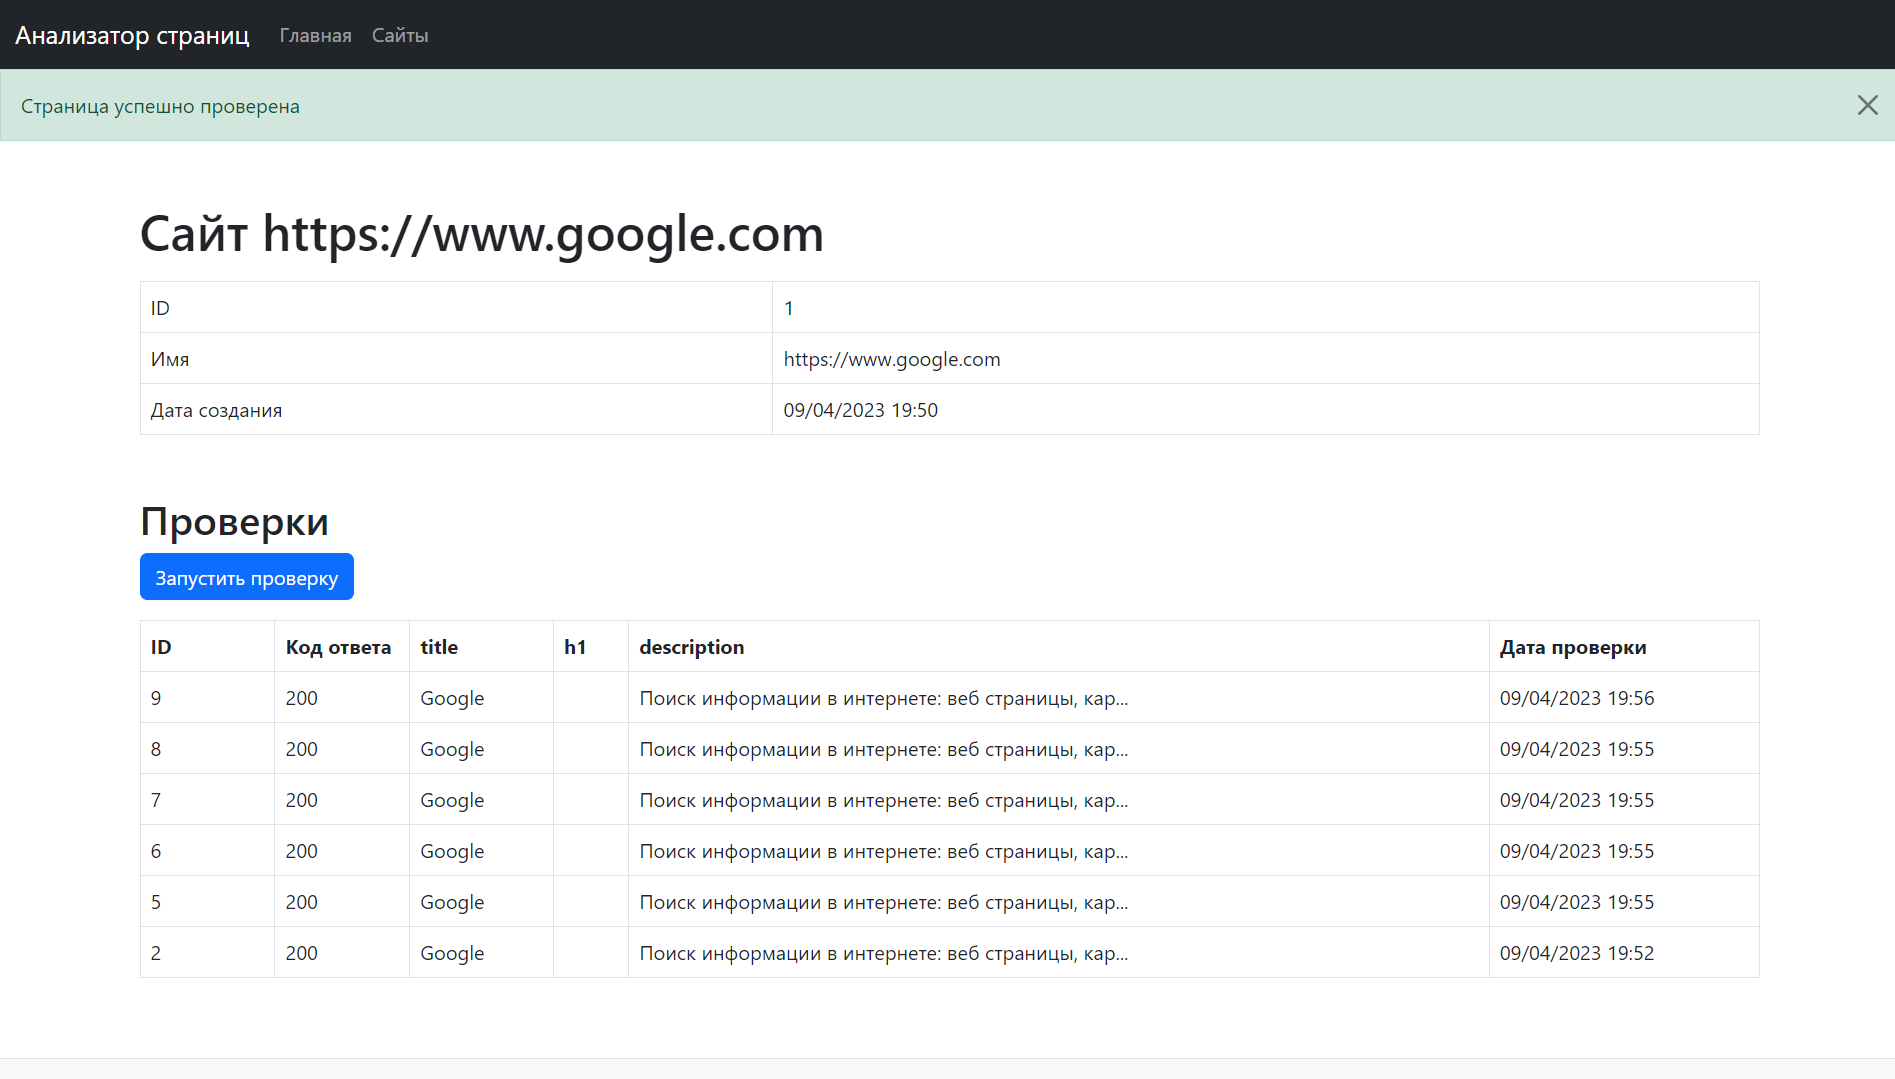 Анализатор страниц Главная Сайты
Страница успешно проверена
Сайт https://www.google.com
ID 1
Имя https://www.google.com
Дата создания 09/04/2023 19:50
Проверки
Запустить проверку
ID Код ответа title h1 description Дата проверки
9 200 Google Поиск информации в интернете: веб страницы, кар... 09/04/2023 19:56
8 200 Google Поиск информации в интернете: веб страницы, кар... 09/04/2023 19:55
7 200 Google Поиск информации в интернете: веб страницы, кар... 09/04/2023 19:55
6 200 Google Поиск информации в интернете: веб страницы, кар... 09/04/2023 19:55
5 200 Google Поиск информации в интернете: веб страницы, кар... 09/04/2023 19:55
2 200 Google Поиск информации в интернете: веб страницы, кар... 09/04/2023 19:52